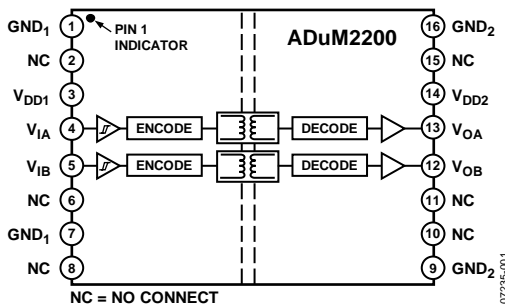 GND1 1 PIN 1 INDICATOR ADuM2200 16 GND2
NC 2 15 NC
VDD1 3 14 VDD2
VIA 4 ENCODE DECODE 13 VOA
VIB 5 ENCODE DECODE 12 VOB
NC 6 11 NC
GND1 7 10 NC
NC 8 9 GND2
NC = NO CONNECT
07235-001